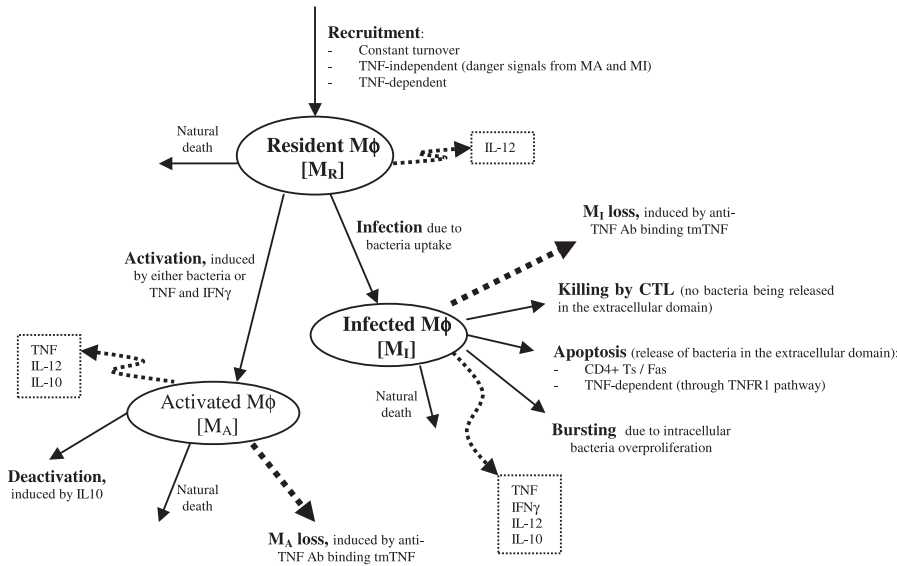 Recruitment:
- Constant turnover
- TNF-independent (danger signals from MA and MI)
- TNF-dependent
Natural
death
Resident Mϕ
[M_R]
IL-12
Activation, induced
by either bacteria or
TNF and IFNγ
Infection due to
bacteria uptake
M_I loss, induced by anti-
TNF Ab binding tmTNF
Killing by CTL (no bacteria being released
in the extracellular domain)
Infected Mϕ
[M_I]
Apoptosis (release of bacteria in the extracellular domain):
- CD4+ Ts / Fas
- TNF-dependent (through TNFR1 pathway)
TNF
IL-12
IL-10
Activated Mϕ
[M_A]
Natural
death
Bursting due to intracellular
bacteria overproliferation
Deactivation,
induced by IL10
Natural
death
M_A loss, induced by anti-
TNF Ab binding tmTNF
TNF
IFNγ
IL-12
IL-10